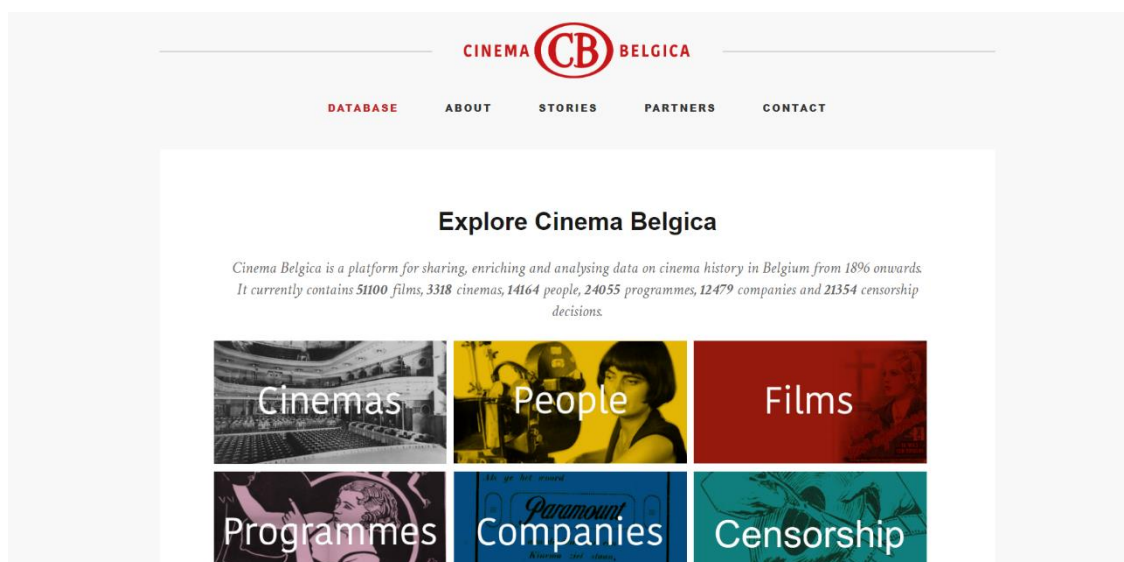 CINEMA CB BELGICA
DATABASE ABOUT STORIES PARTNERS CONTACT
Explore Cinema Belgica
Cinema Belgica is a platform for sharing, enriching and analysing data on cinema history in Belgium from 1896 onwards.
It currently contains 51100 films, 3318 cinemas, 14164 people, 24055 programmes, 12479 companies and 21354 censorship
decisions.
Cinemas People Films
Paramount
Programmes Companies Censorship